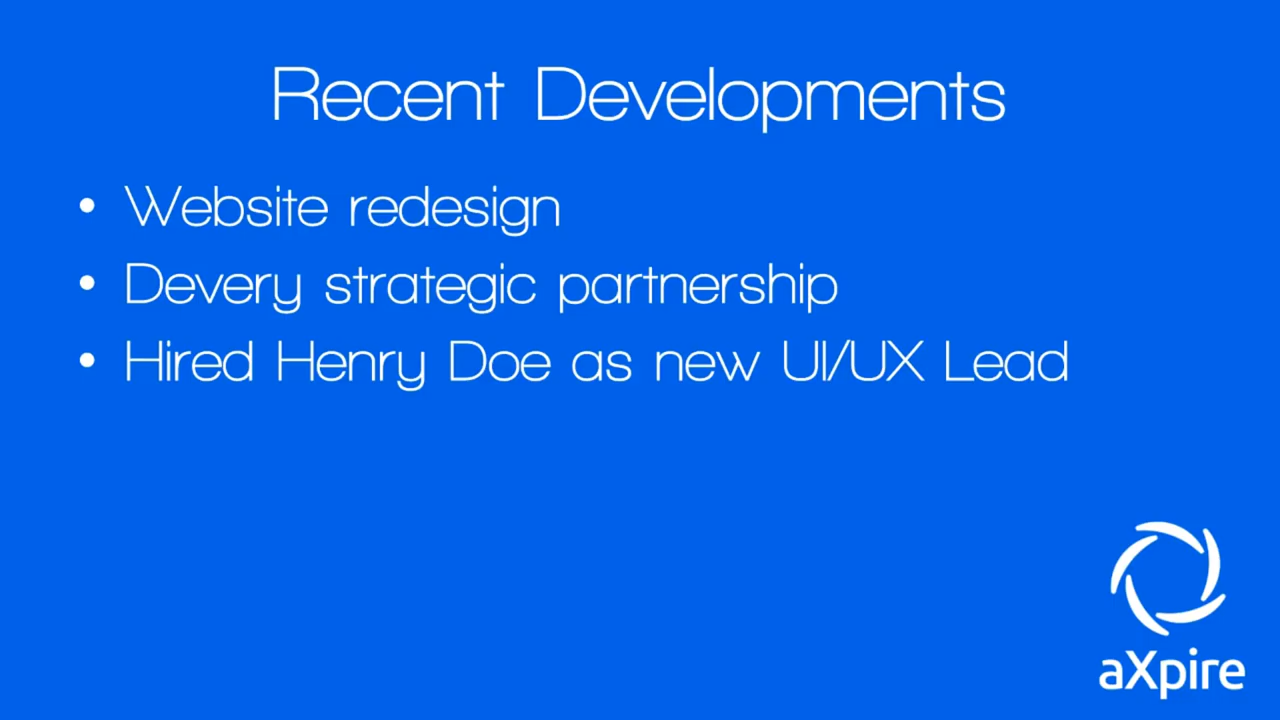 Recent Developments
• Website redesign
• Devery strategic partnership
• Hired Henry Doe as new UI/UX Lead
aXpire